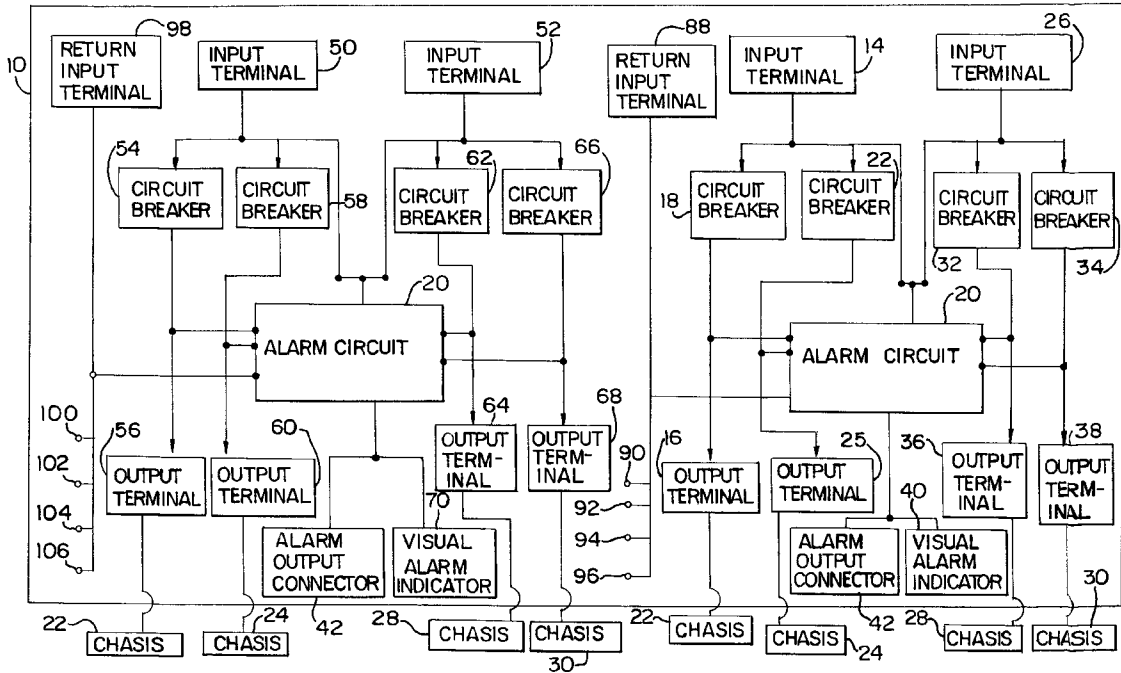 98
RETURN
INPUT
TERMINAL
10
INPUT
TERMINAL
50
INPUT
TERMINAL
52
88
RETURN
INPUT
TERMINAL
INPUT
TERMINAL
14
INPUT
TERMINAL
26
54
CIRCUIT
BREAKER
CIRCUIT
BREAKER
58
62
CIRCUIT
BREAKER
66
CIRCUIT
BREAKER
18
CIRCUIT
BREAKER
22
CIRCUIT
BREAKER
CIRCUIT
BREAKER
32
CIRCUIT
BREAKER
34
20
ALARM CIRCUIT
20
ALARM CIRCUIT
100
102
104
106
56
OUTPUT
TERMINAL
60
OUTPUT
TERMINAL
64
OUTPUT
TERM-
INAL
68
OUTPUT
TERM-
INAL
90
92
94
96
16
OUTPUT
TERMINAL
25
OUTPUT
TERMINAL
36
OUTPUT
TERMI-
NAL
38
OUTPUT
TERM-
INAL
ALARM
OUTPUT
CONNECTOR
42
70
VISUAL
ALARM
INDICATOR
ALARM
OUTPUT
CONNECTOR
42
40
VISUAL
ALARM
INDICATOR
22
CHASIS
24
CHASIS
28
CHASIS
30
CHASIS
22
CHASIS
24
CHASIS
28
CHASIS
30
CHASIS